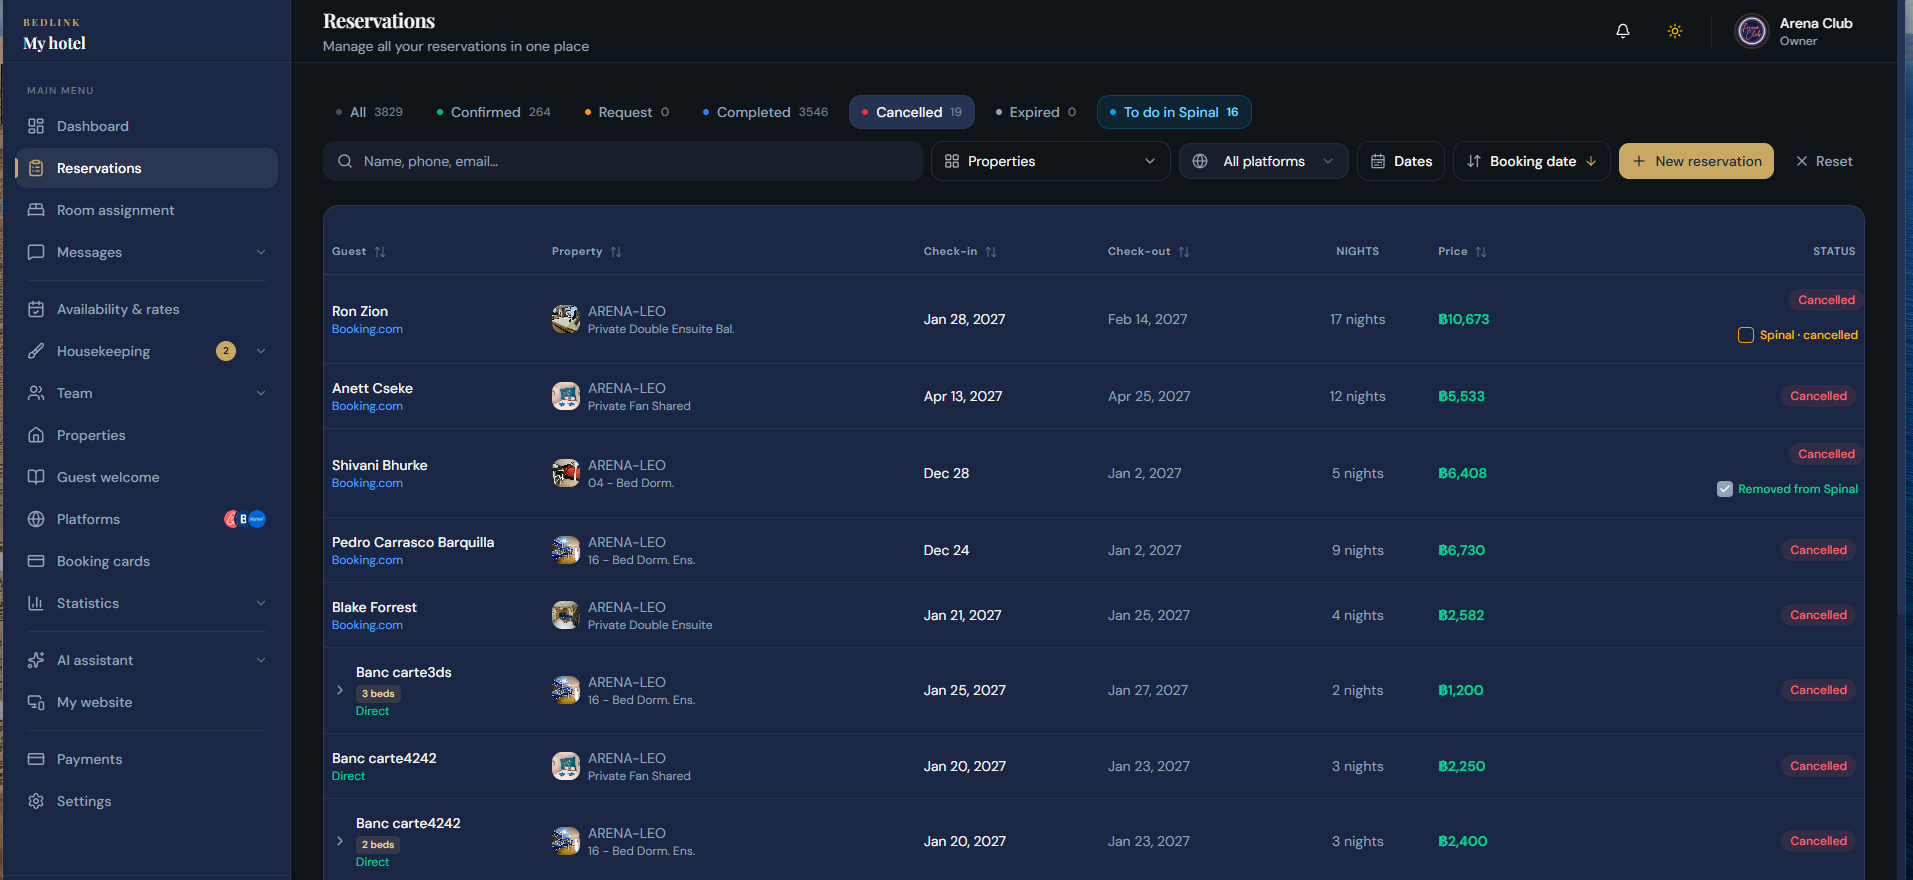 BEDLINK
My hotel
MAIN MENU
Dashboard
Reservations
Room assignment
Messages
Availability & rates
Housekeeping 2
Team
Properties
Guest welcome
Platforms B
Booking cards
Statistics
AI assistant
My website
Payments
Settings
Reservations
Manage all your reservations in one place
Arena Club
Owner
All 3829 Confirmed 264 Request 0 Completed 3546 Cancelled 19 Expired 0 To do in Spinal 16
Name, phone, email... Properties All platforms Dates Booking date New reservation Reset
Guest Property Check-in Check-out NIGHTS Price STATUS
Ron Zion
Booking.com
ARENA-LEO
Private Double Ensuite Bal.
Jan 28, 2027 Feb 14, 2027 17 nights ฿10,673
Cancelled
Spinal · cancelled
Anett Cseke
Booking.com
ARENA-LEO
Private Fan Shared
Apr 13, 2027 Apr 25, 2027 12 nights ฿5,533 Cancelled
Shivani Bhurke
Booking.com
ARENA-LEO
04 - Bed Dorm.
Dec 28 Jan 2, 2027 5 nights ฿6,408
Cancelled
Removed from Spinal
Pedro Carrasco Barquilla
Booking.com
ARENA-LEO
16 - Bed Dorm. Ens.
Dec 24 Jan 2, 2027 9 nights ฿6,730 Cancelled
Blake Forrest
Booking.com
ARENA-LEO
Private Double Ensuite
Jan 21, 2027 Jan 25, 2027 4 nights ฿2,582 Cancelled
Banc carte3ds
3 beds
Direct
ARENA-LEO
16 - Bed Dorm. Ens.
Jan 25, 2027 Jan 27, 2027 2 nights ฿1,200 Cancelled
Banc carte4242
Direct
ARENA-LEO
Private Fan Shared
Jan 20, 2027 Jan 23, 2027 3 nights ฿2,250 Cancelled
Banc carte4242
2 beds
Direct
ARENA-LEO
16 - Bed Dorm. Ens.
Jan 20, 2027 Jan 23, 2027 3 nights ฿2,400 Cancelled